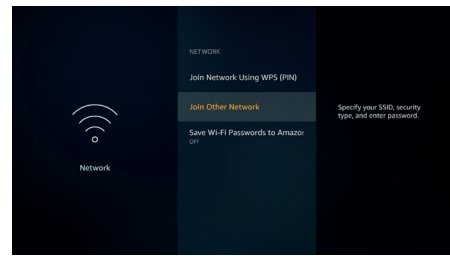 NETWORK
Join Network Using WPS (PIN)
Join Other Network
Save Wi-Fi Passwords to Amazon
OFF
Network
Specify your SSID, security
type, and enter password.